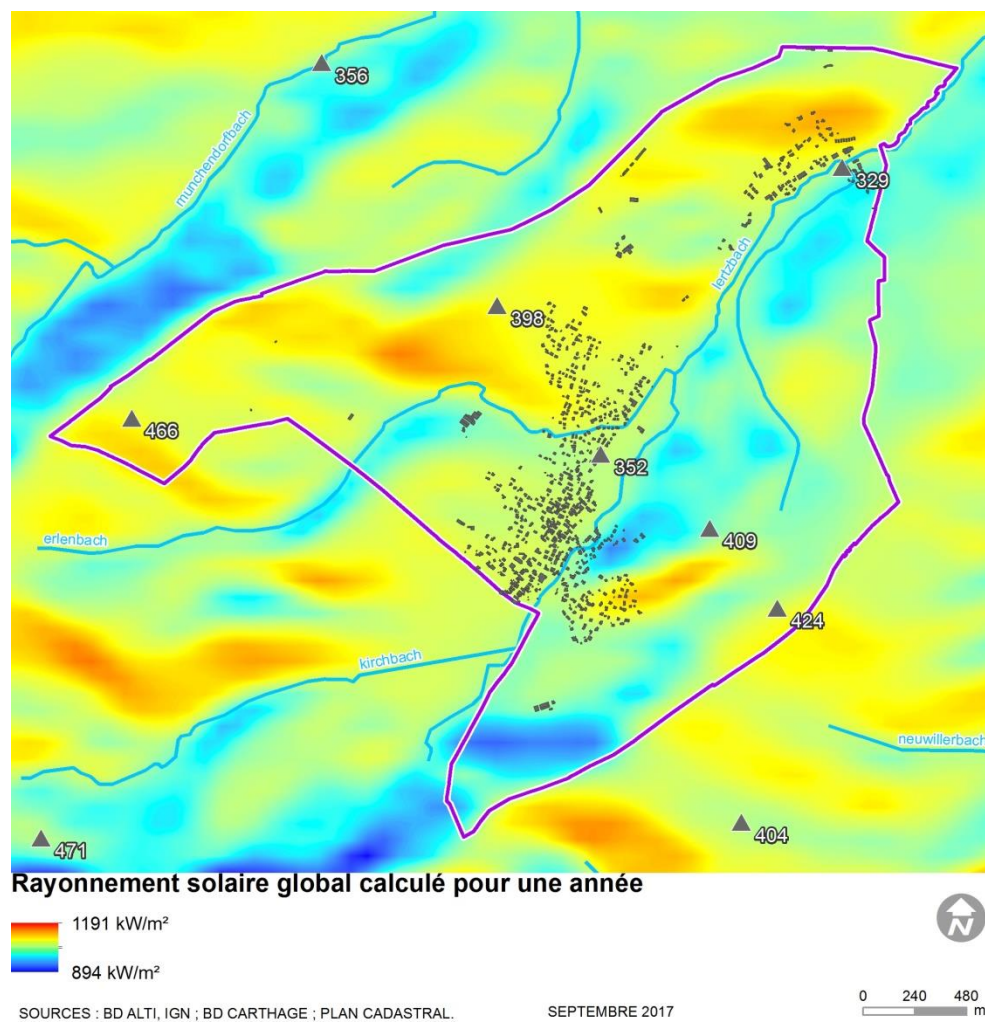 356
munchendorfbach
329
lertzbach
398
466
352
erlenbach
409
424
kirchbach
neuwillerbach
404
471
Rayonnement solaire global calculé pour une année
1191 kW/m²
894 kW/m²
N
SOURCES : BD ALTI, IGN ; BD CARTHAGE ; PLAN CADASTRAL.
SEPTEMBRE 2017
0 240 480
m